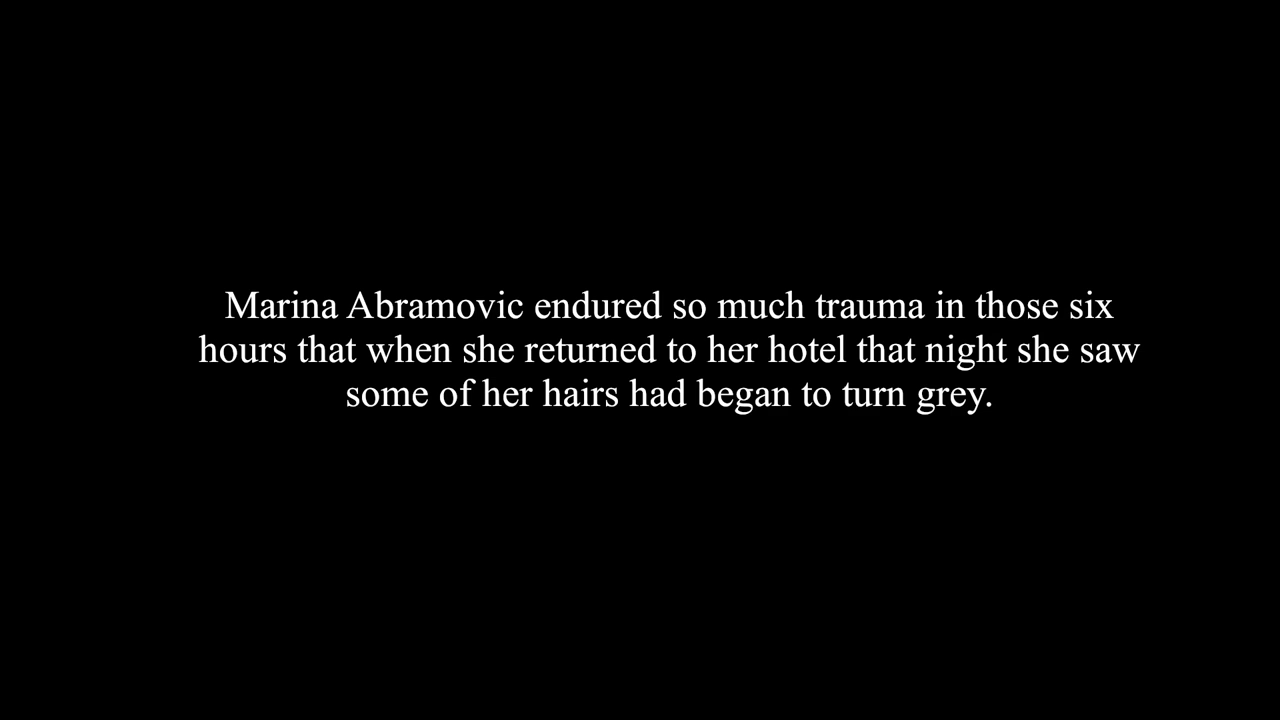 Marina Abramovic endured so much trauma in those six
hours that when she returned to her hotel that night she saw
some of her hairs had began to turn grey.